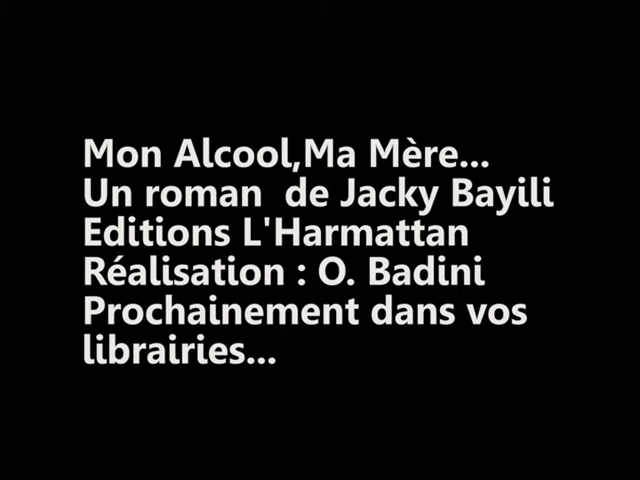 Mon Alcool,Ma Mère...
Un roman  de Jacky Bayili
Editions L'Harmattan
Réalisation : O. Badini
Prochainement dans vos
librairies...